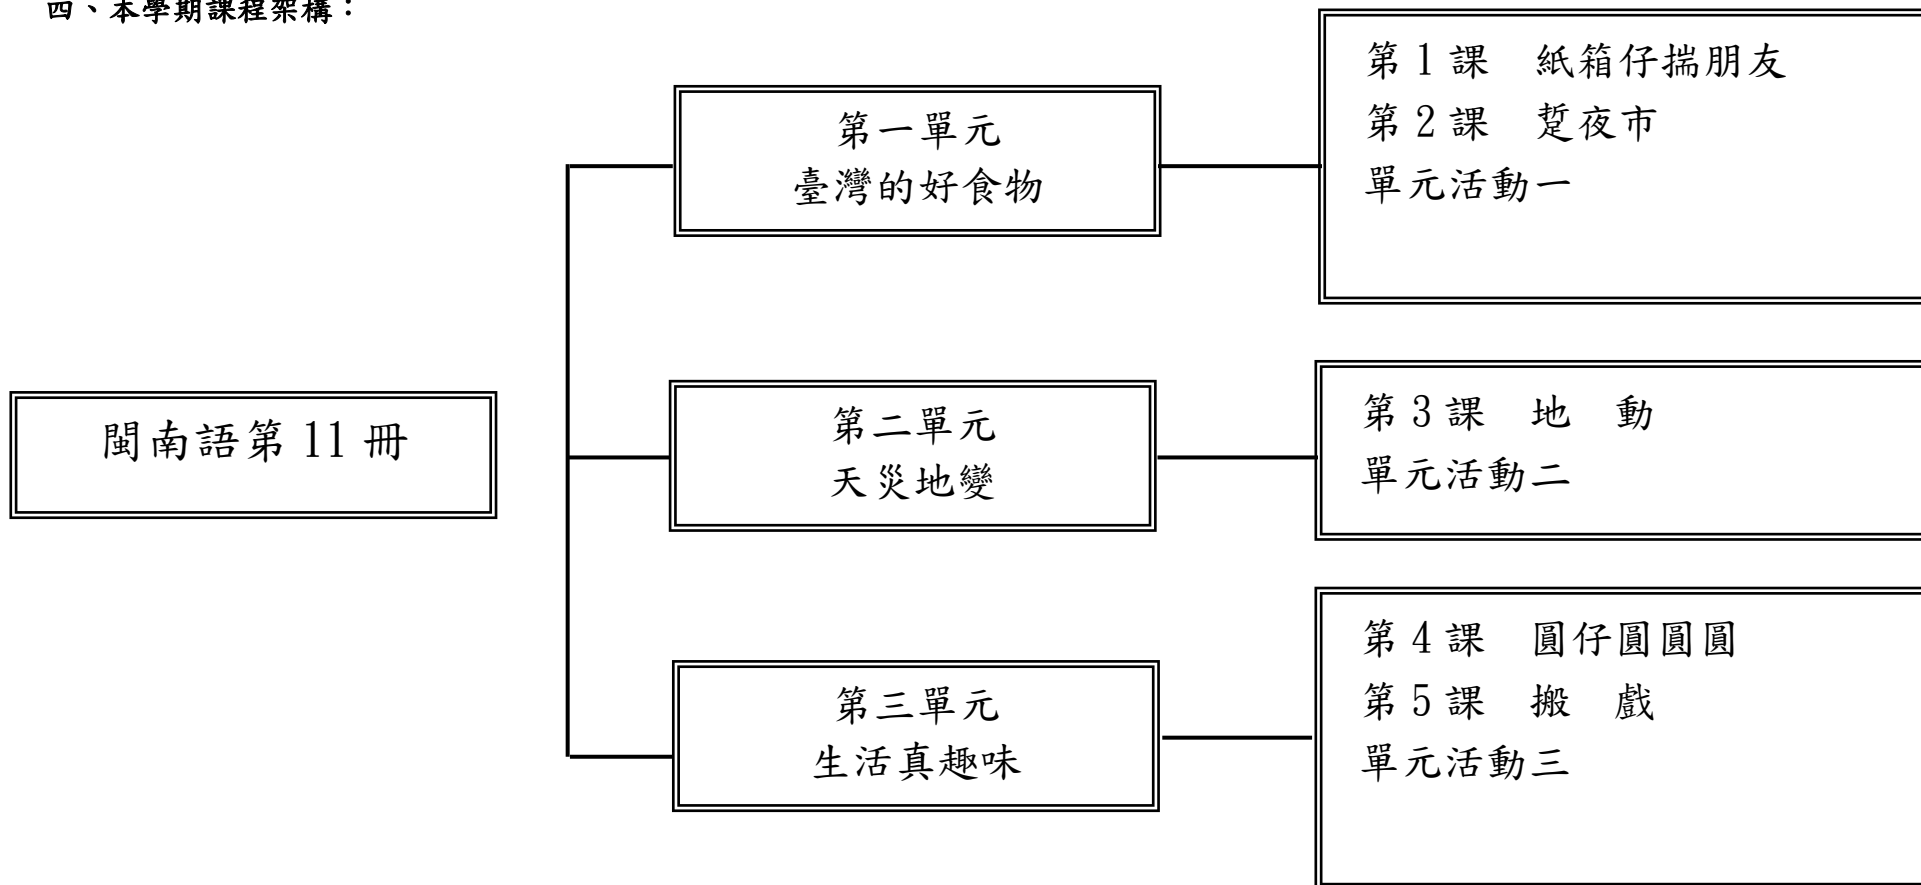 四、本學期課程架構：
閩南語第 11 冊
第一單元
臺灣的好食物
第 1 課　紙箱仔揣朋友
第 2 課　踅夜市
單元活動一
第二單元
天災地變
第 3 課　地　動
單元活動二
第三單元
生活真趣味
第 4 課　圓仔圓圓圓
第 5 課　搬　戲
單元活動三